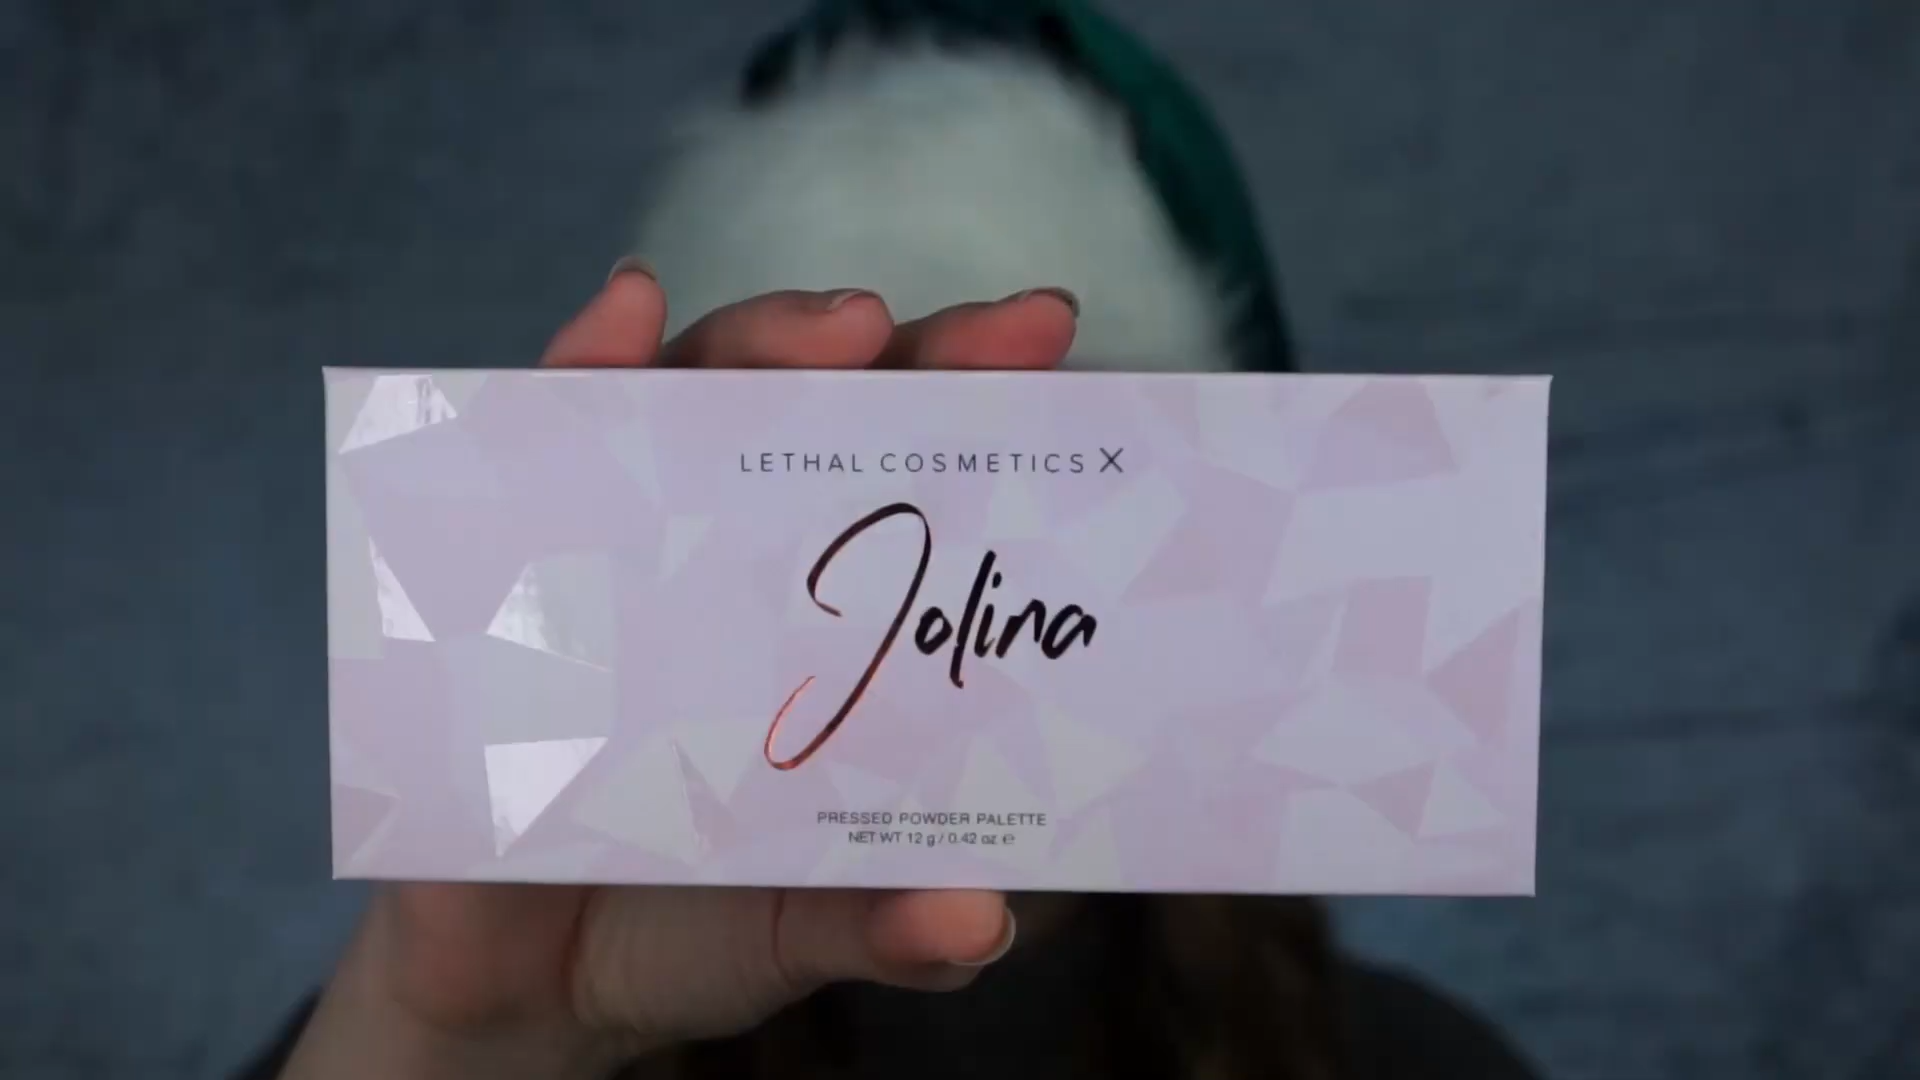 LETHAL COSMETICS X
Jolina
PRESSED POWDER PALETTE
NET WT 12 g / 0.42 oz ℮